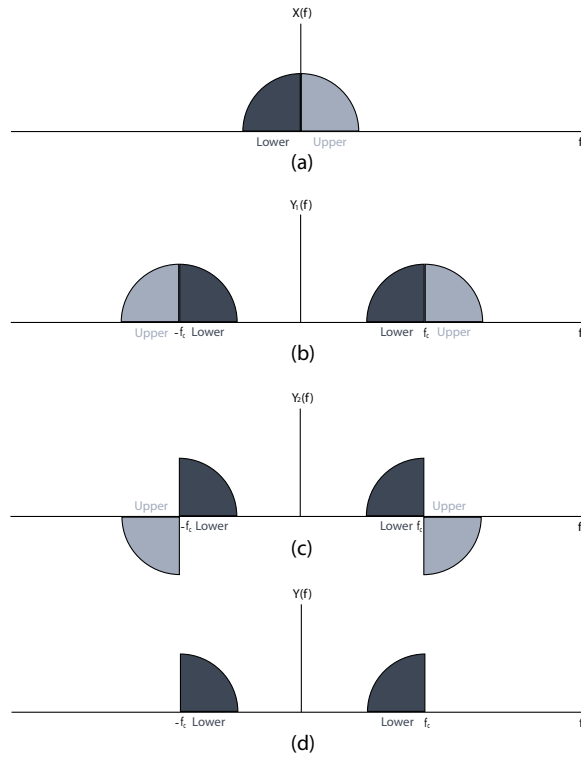 X(f)
f
Lower Upper
(a)
Y₁(f)
f
Upper -f꜀ Lower Lower f꜀ Upper
(b)
Y₂(f)
Upper Upper
f
-f꜀ Lower Lower f꜀
(c)
Y(f)
f
-f꜀ Lower Lower f꜀
(d)